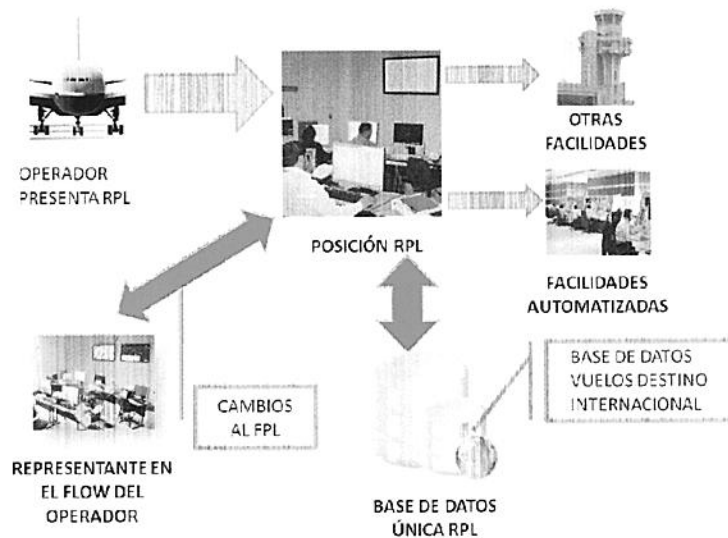 OPERADOR
PRESENTA RPL
POSICIÓN RPL
OTRAS
FACILIDADES
FACILIDADES
AUTOMATIZADAS
REPRESENTANTE EN
EL FLOW DEL
OPERADOR
CAMBIOS
AL FPL
BASE DE DATOS
ÚNICA RPL
BASE DE DATOS
VUELOS DESTINO
INTERNACIONAL